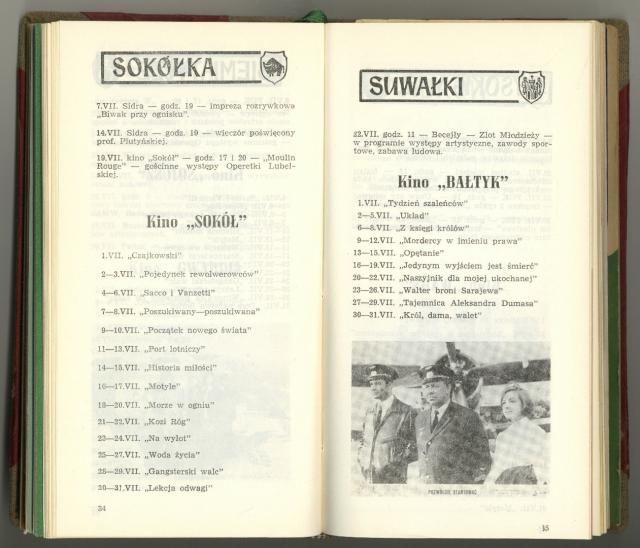 SOKÓŁKA
7.VII. Sidra — godz. 19 — impreza rozrywkowa
„Biwak przy ognisku".
14.VII. Sidra — godz. 19 — wieczór poświęcony
prof. Plutyńskiej.
19.VII. kino „Sokół" — godz. 17 i 20 — „Moulin
Rouge" — gościnne występy Operetki Lubel-
skiej.
Kino „SOKÓŁ"
1.VII. „Czajkowski"
2—3.VII. „Pojedynek rewolwerowców"
4—6.VII. „Sacco i Vanzetti"
7—8.VII. „Poszukiwany—poszukiwana"
9—10.VII. „Początek nowego świata"
11—13.VII. „Port lotniczy"
14—15.VII. „Historia miłości"
16—17.VII. „Motyle"
18—20.VII. „Morze w ogniu"
21—22.VII. „Kozi Róg"
23—24.VII. „Na wylot"
25—27.VII. „Woda życia"
28—29.VII. „Gangsterski walc"
30—31.VII. „Lekcja odwagi"
34
SUWAŁKI
22.VII. godz. 11 — Becejły — Zlot Młodzieży —
w programie występy artystyczne, zawody spor-
towe, zabawa ludowa.
Kino „BAŁTYK"
1.VII. „Tydzień szaleńców"
2—5.VII. „Układ"
6—8.VII. „Z księgi królów"
9—12.VII. „Mordercy w imieniu prawa"
13—15.VII. „Opętanie"
16—19.VII. „Jedynym wyjściem jest śmierć"
20—22.VII. „Naszyjnik dla mojej ukochanej"
23—26.VII. „Walter broni Sarajewa"
27—29.VII. „Tajemnica Aleksandra Dumasa"
30—31.VII. „Król, dama, walet"
POZWÓLCIE STARTOWAĆ
35